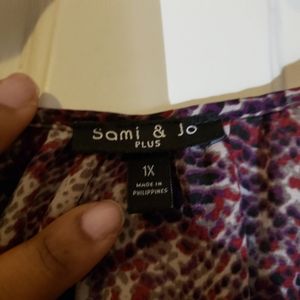 Sami & Jo
PLUS
1X
MADE IN
PHILIPPINES